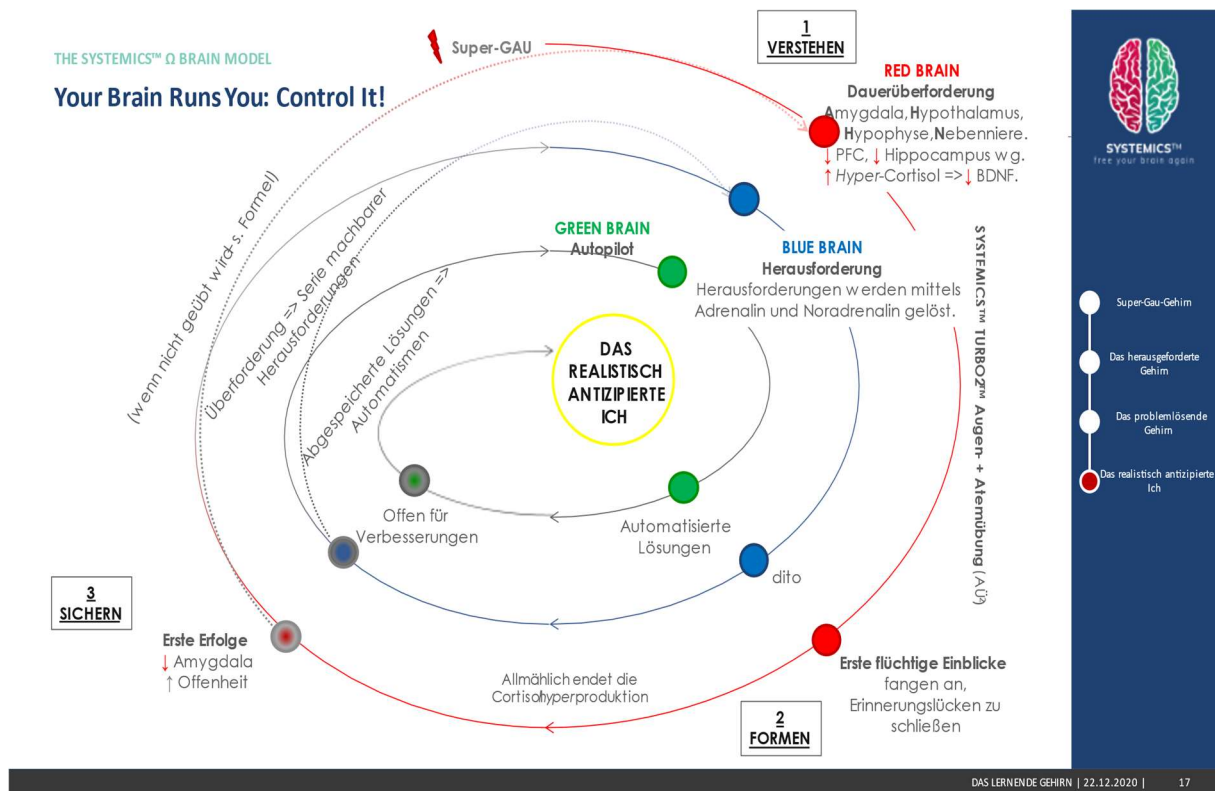 THE SYSTEMICS™ Ω BRAIN MODEL
Your Brain Runs You: Control It!
Super-GAU
1
VERSTEHEN
RED BRAIN
Dauerüberforderung
Amygdala, Hypothalamus,
Hypophyse, Nebenniere.
↓ PFC, ↓ Hippocampus wg.
↑ Hyper-Cortisol => ↓ BDNF.
GREEN BRAIN
Autopilot
BLUE BRAIN
Herausforderung
Herausforderungen werden mittels
Adrenalin und Noradrenalin gelöst.
(wenn nicht geübt wird- s. Formel)
Überforderung => Serie machbarer
Herausforderungen
Abgespeicherte Lösungen =>
Automatismen
DAS
REALISTISCH
ANTIZIPIERTE
ICH
SYSTEMICS™ TURBO2™ Augen- + Atemübung (AÜ²)
Offen für
Verbesserungen
Automatisierte
Lösungen
dito
3
SICHERN
Erste Erfolge
↓ Amygdala
↑ Offenheit
Allmählich endet die
Cortisolhyperproduktion
Erste flüchtige Einblicke
fangen an,
Erinnerungslücken zu
schließen
2
FORMEN
SYSTEMICS™
free your brain again
Super-Gau-Gehirn
Das herausgeforderte
Gehirn
Das problemlösende
Gehirn
Das realistisch antizipierte
Ich
DAS LERNENDE GEHIRN | 22.12.2020 | 17